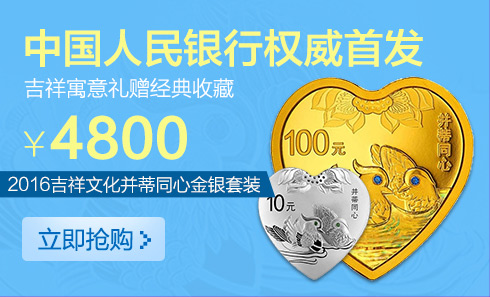 中国人民银行权威首发
吉祥寓意礼赠经典收藏
¥4800
2016吉祥文化并蒂同心金银套装
立即抢购 >
100元
并蒂同心
10元
并蒂同心